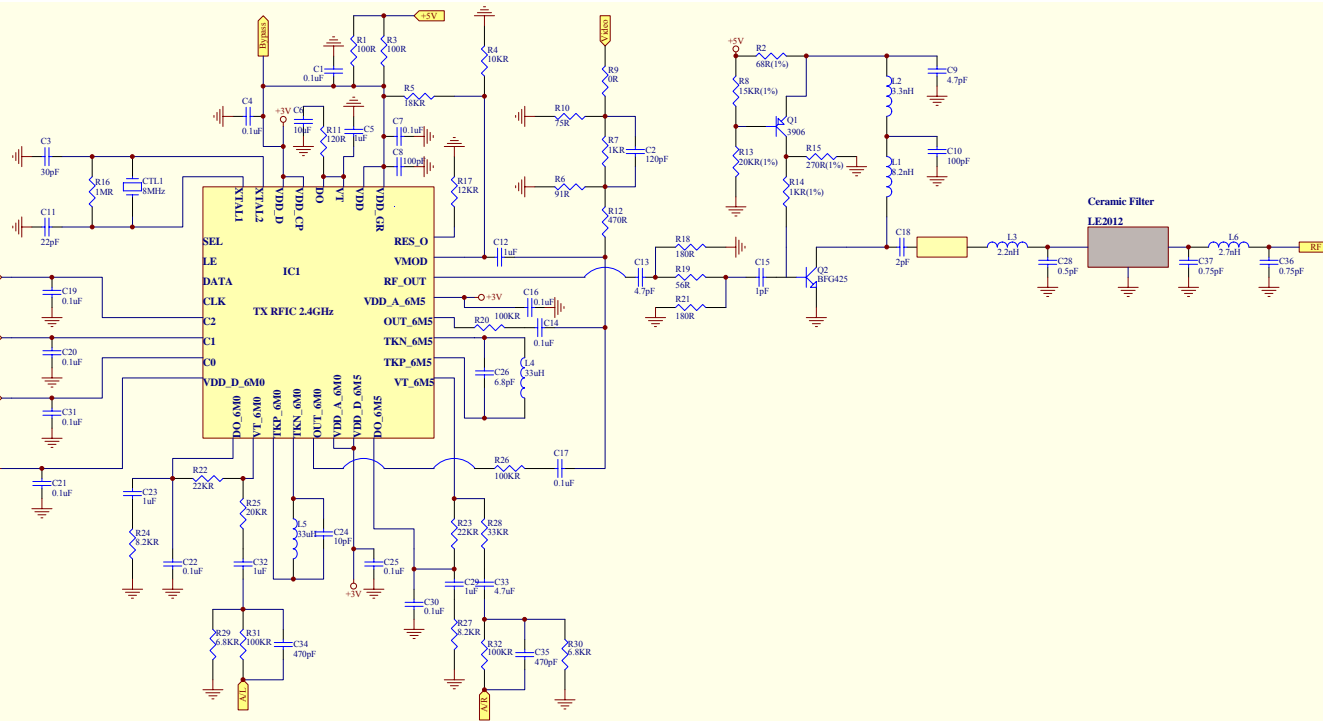 Bypass
+5V
R1
100R
R3
100R
C1
0.1uF
R4
10KR
Video
R9
0R
+5V
R2
68R(1%)
R8
15KR(1%)
C9
4.7pF
L2
3.3nH
C4
0.1uF
+3V
C6
10uF
R11
120R
C5
1uF
R5
18KR
C7
0.1uF
C8
100pF
R10
75R
R7
1KR
C2
120pF
Q1
3906
R13
20KR(1%)
R15
270R(1%)
R14
1KR(1%)
L1
8.2nH
C10
100pF
C3
30pF
R16
1MR
CTL1
8MHz
C11
22pF
R17
12KR
R6
91R
R12
470R
Ceramic Filter
LE2012
XTAL1
XTAL2
VDD_D
VDD_CP
DO
VT
VDD
VDD_GR
SEL
LE
DATA
CLK
C2
C1
C0
VDD_D_6M0
IC1
TX RFIC 2.4GHz
RES_O
VMOD
RF_OUT
VDD_A_6M5
OUT_6M5
TKN_6M5
TKP_6M5
VT_6M5
DO_6M0
VT_6M0
TKP_6M0
TKN_6M0
OUT_6M0
VDD_A_6M0
VDD_D_6M5
DO_6M5
C12
1uF
+3V
C16
0.1uF
R20
100KR
C14
0.1uF
C13
4.7pF
R18
180R
R19
56R
R21
180R
C15
1pF
Q2
BFG425
C18
2pF
L3
2.2nH
C28
0.5pF
C37
0.75pF
L6
2.7nH
C36
0.75pF
RF
C19
0.1uF
C20
0.1uF
C31
0.1uF
C21
0.1uF
C26
6.8pF
L4
33uH
R26
100KR
C17
0.1uF
R22
22KR
C23
1uF
R24
8.2KR
C22
0.1uF
R25
20KR
C32
1uF
L5
33uH
C24
10pF
C25
0.1uF
+3V
R23
22KR
R28
33KR
C29
1uF
C33
4.7uF
C30
0.1uF
R27
8.2KR
R29
6.8KR
R31
100KR
C34
470pF
A/L
R32
100KR
C35
470pF
R30
6.8KR
A/R